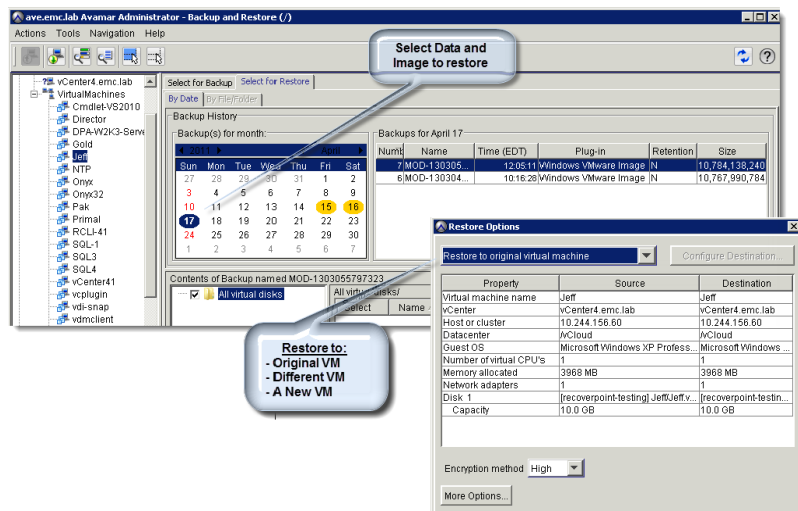 ave.emc.lab Avamar Administrator - Backup and Restore (/)
Actions Tools Navigation Help
Select Data and
Image to restore
vCenter4.emc.lab
VirtualMachines
Cmdlet-VS2010
Director
DPA-W2K3-Serve
Gold
Jeff
NTP
Onyx
Onyx32
Pak
Primal
RCLI-41
SQL-1
SQL3
SQL4
vCenter41
vcplugin
vdi-snap
vdmclient
Select for Backup Select for Restore
By Date By File/Folder
Backup History
Backup(s) for month:
2011 April
Sun Mon Tue Wed Thu Fri Sat
27 28 29 30 31 1 2
3 4 5 6 7 8 9
10 11 12 13 14 15 16
17 18 19 20 21 22 23
24 25 26 27 28 29 30
1 2 3 4 5 6 7
Backups for April 17
Numb Name Time (EDT) Plug-in Retention Size
7 MOD-130305... 12:05:11 Windows VMware Image N 10,784,138,240
6 MOD-130304... 10:16:28 Windows VMware Image N 10,767,990,784
Contents of Backup named MOD-1303055797323
All virtual disks
All virtual disks/
Select Name
Restore to:
- Original VM
- Different VM
- A New VM
Restore Options
Restore to original virtual machine Configure Destination...
Property Source Destination
Virtual machine name Jeff Jeff
vCenter vCenter4.emc.lab vCenter4.emc.lab
Host or cluster 10.244.156.60 10.244.156.60
Datacenter /vCloud /vCloud
Guest OS Microsoft Windows XP Profess... Microsoft Windows ...
Number of virtual CPU's 1 1
Memory allocated 3968 MB 3968 MB
Network adapters 1 1
Disk 1 [recoverpoint-testing] Jeff/Jeff.v... [recoverpoint-testin...
Capacity 10.0 GB 10.0 GB
Encryption method High
More Options...